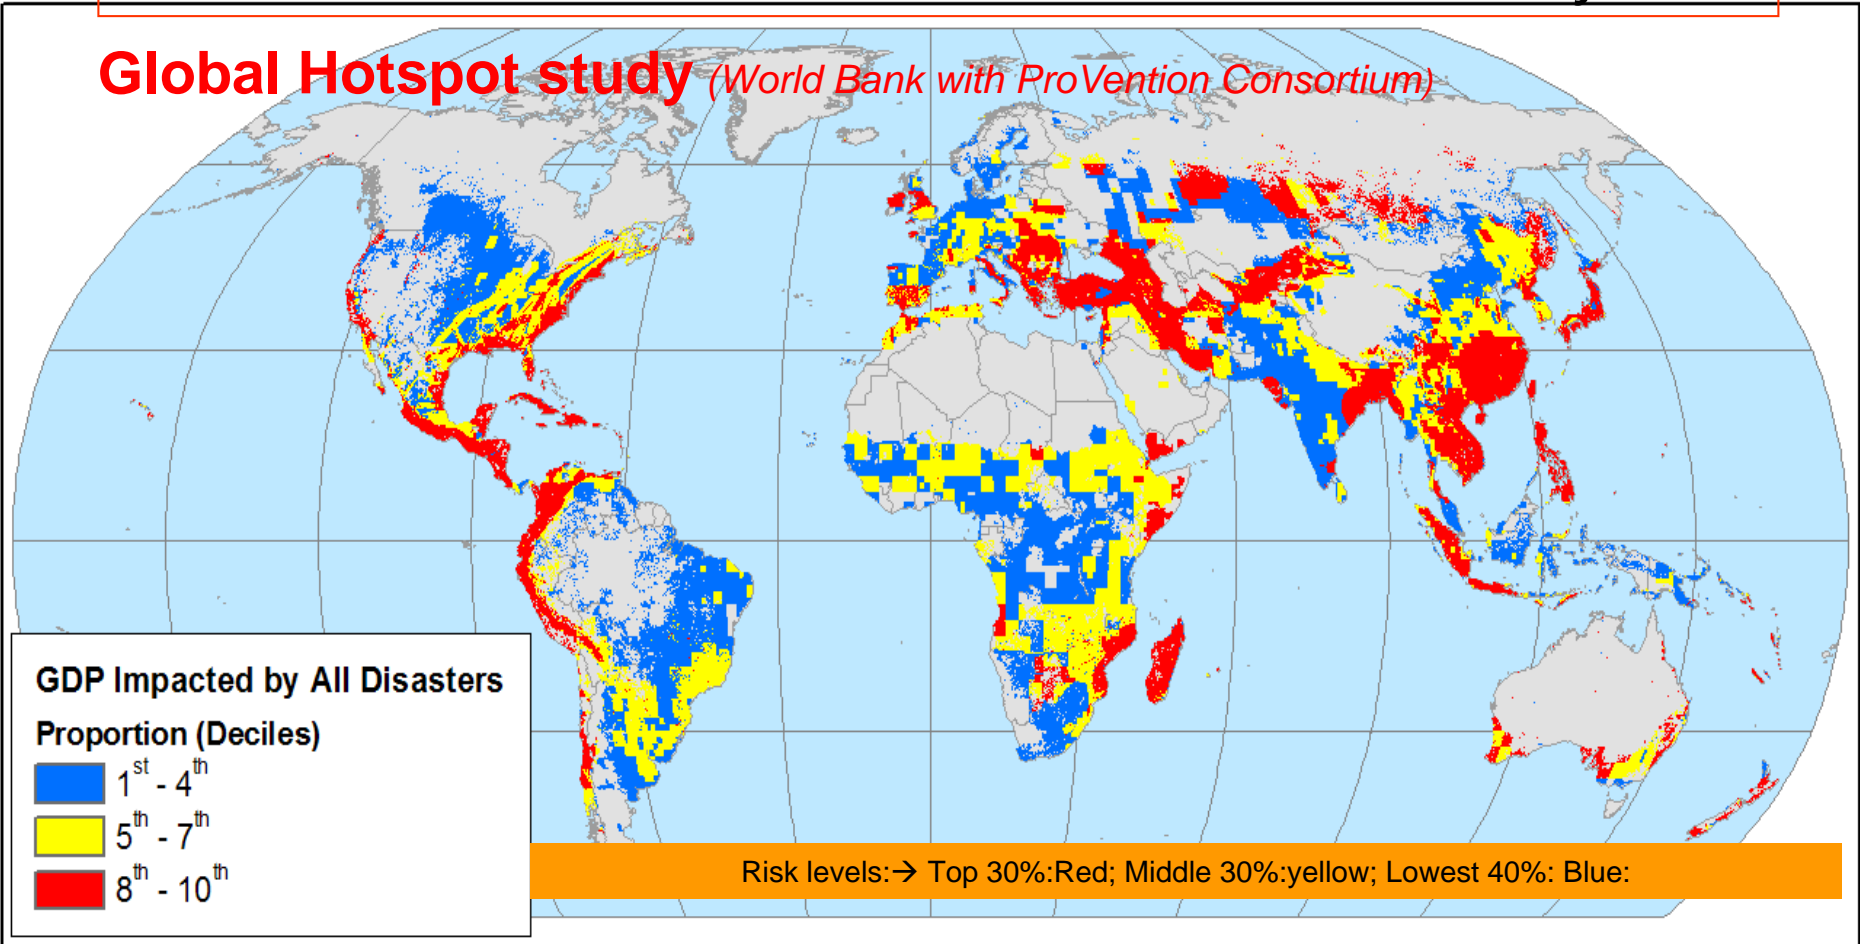 Global Hotspot study (World Bank with ProVention Consortium)
GDP Impacted by All Disasters
Proportion (Deciles)
1st - 4th
5th - 7th
8th - 10th
Risk levels:→ Top 30%:Red; Middle 30%:yellow; Lowest 40%: Blue: